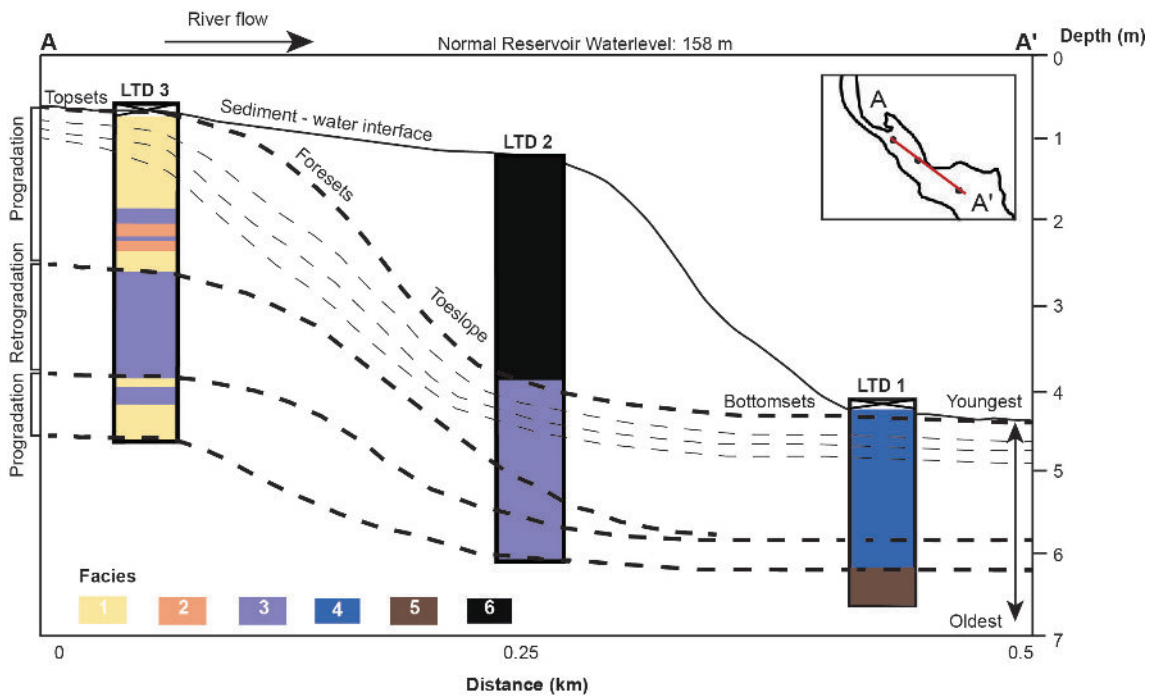 River flow
A
Normal Reservoir Waterlevel: 158 m
A'
Depth (m)
0
LTD 3
Topsets
Sediment - water interface
LTD 2
A
A'
1
Foresets
2
Progradation
Retrogradation
Progradation
3
Toeslope
LTD 1
4
Bottomsets
Youngest
5
6
Facies
1
2
3
4
5
6
Oldest
7
0
0.25
0.5
Distance (km)